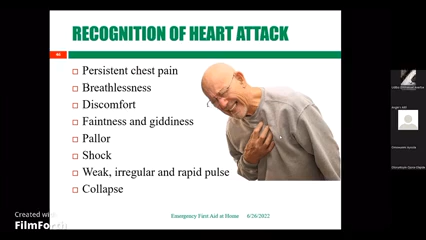 RECOGNITION OF HEART ATTACK
Persistent chest pain
Breathlessness
Discomfort
Faintness and giddiness
Pallor
Shock
Weak, irregular and rapid pulse
Collapse
Emergency First Aid at Home 6/26/2022
Created with